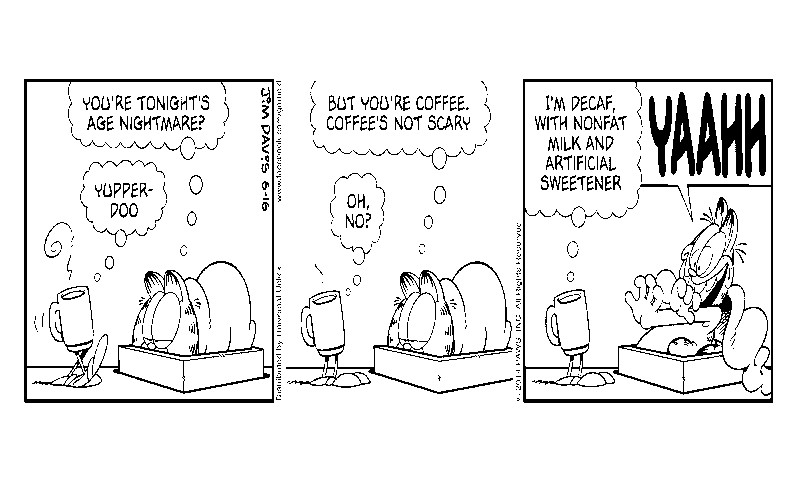 YOU'RE TONIGHT'S
AGE NIGHTMARE?
YUPPER-
DOO
JIM DAVIS 6-16
BUT YOU'RE COFFEE.
COFFEE'S NOT SCARY
OH,
NO?
I'M DECAF,
WITH NONFAT
MILK AND
ARTIFICIAL
SWEETENER
YAAHH